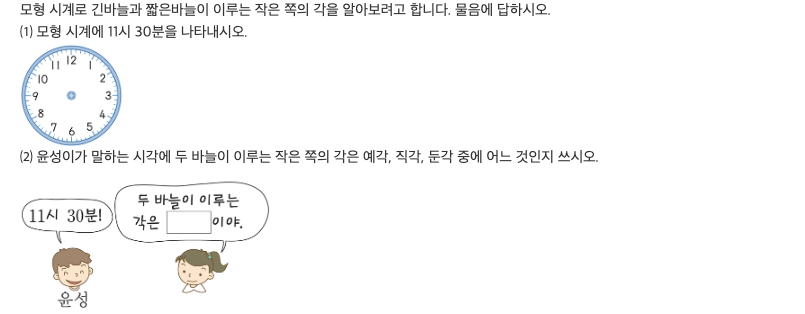 모형 시계로 긴바늘과 짧은바늘이 이루는 작은 쪽의 각을 알아보려고 합니다. 물음에 답하시오.
(1) 모형 시계에 11시 30분을 나타내시오.
12
11 1
10 2
9 3
8 4
7 5
6
(2) 윤성이가 말하는 시각에 두 바늘이 이루는 작은 쪽의 각은 예각, 직각, 둔각 중에 어느 것인지 쓰시오.
11시 30분!
두 바늘이 이루는
각은 이야.
윤성